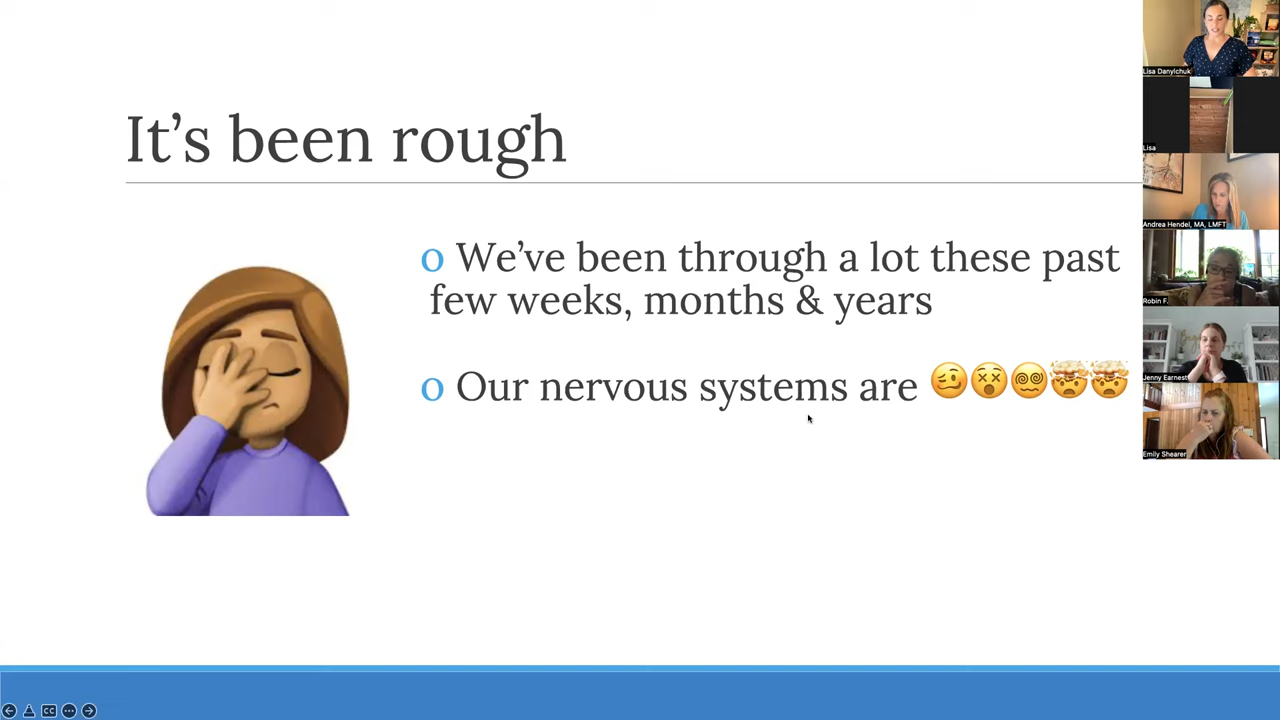 It's been rough
o We've been through a lot these past
few weeks, months & years
o Our nervous systems are 🥴😵😵‍💫🤯🤯
Lisa Danylchuk
Lisa
Andrea Hendel, MA, LMFT
Robin F.
Jenny Earnest
Emily Shearer
CC